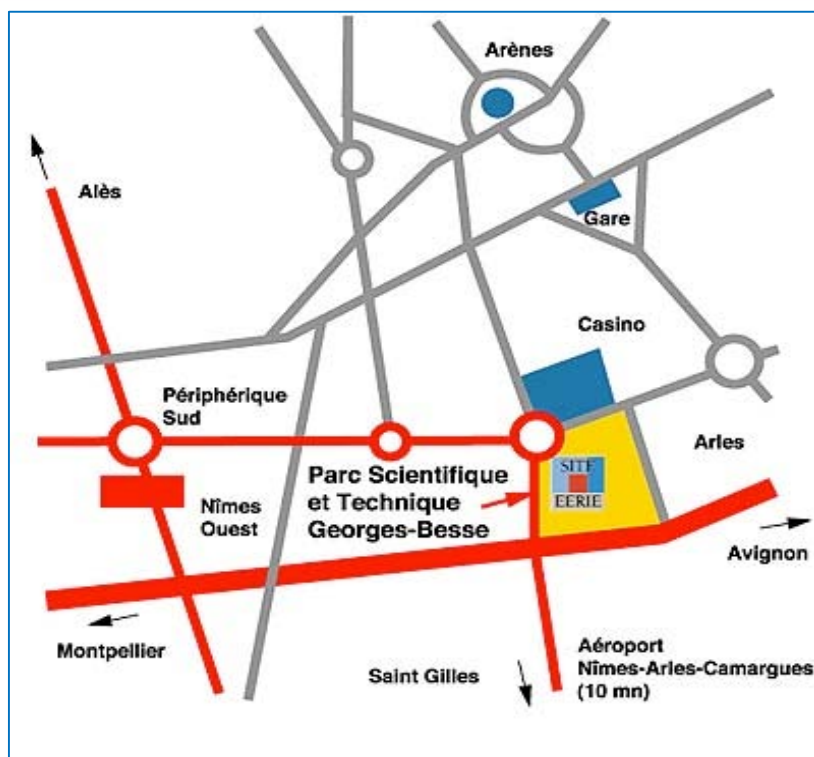 Arènes
Alès
Gare
Casino
Périphérique
Sud
Arles
Parc Scientifique
et Technique
Georges-Besse
SITE
EERIE
Nîmes
Ouest
Avignon
Montpellier
Saint Gilles
Aéroport
Nîmes-Arles-Camargues
(10 mn)